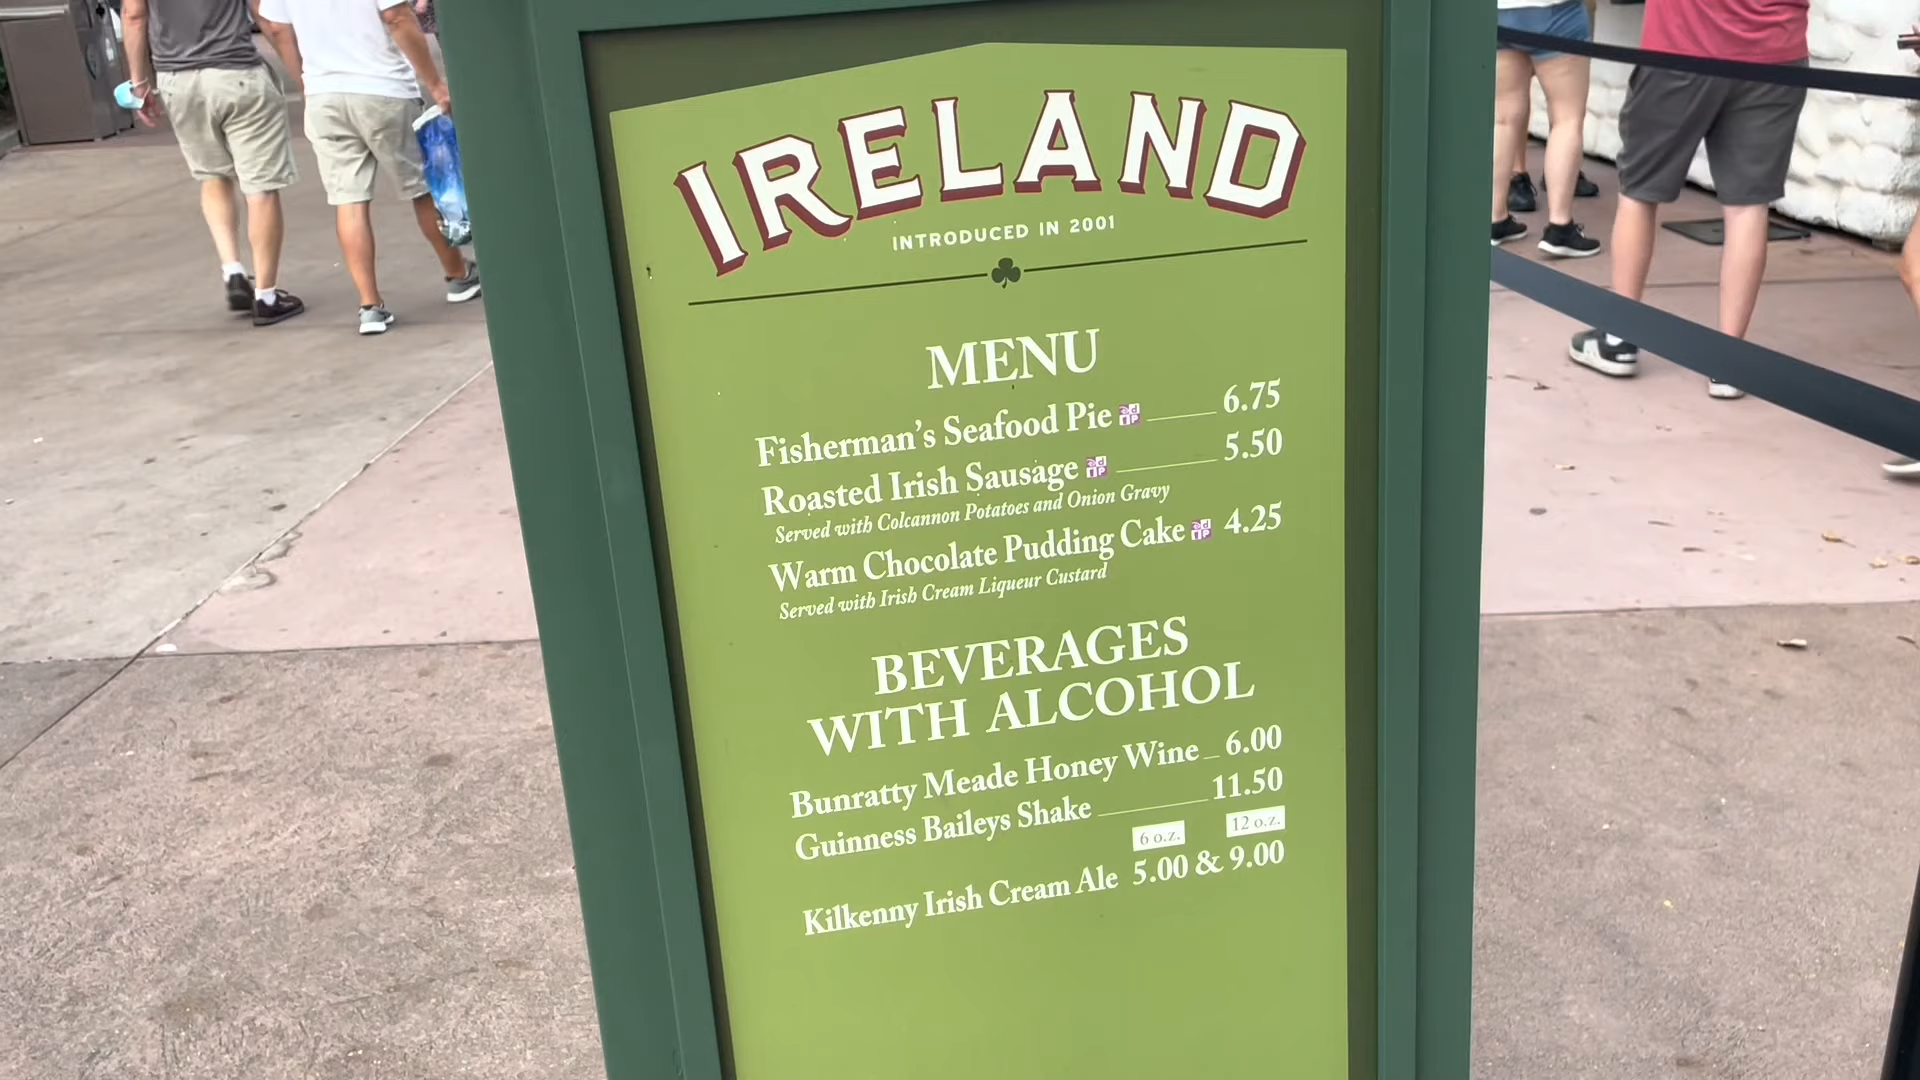 IRELAND
INTRODUCED IN 2001
MENU
Fisherman's Seafood Pie 6.75
Roasted Irish Sausage 5.50
Served with Colcannon Potatoes and Onion Gravy
Warm Chocolate Pudding Cake 4.25
Served with Irish Cream Liqueur Custard
BEVERAGES
WITH ALCOHOL
Bunratty Meade Honey Wine 6.00
Guinness Baileys Shake 11.50
6 o.z. 12 o.z.
Kilkenny Irish Cream Ale 5.00 & 9.00